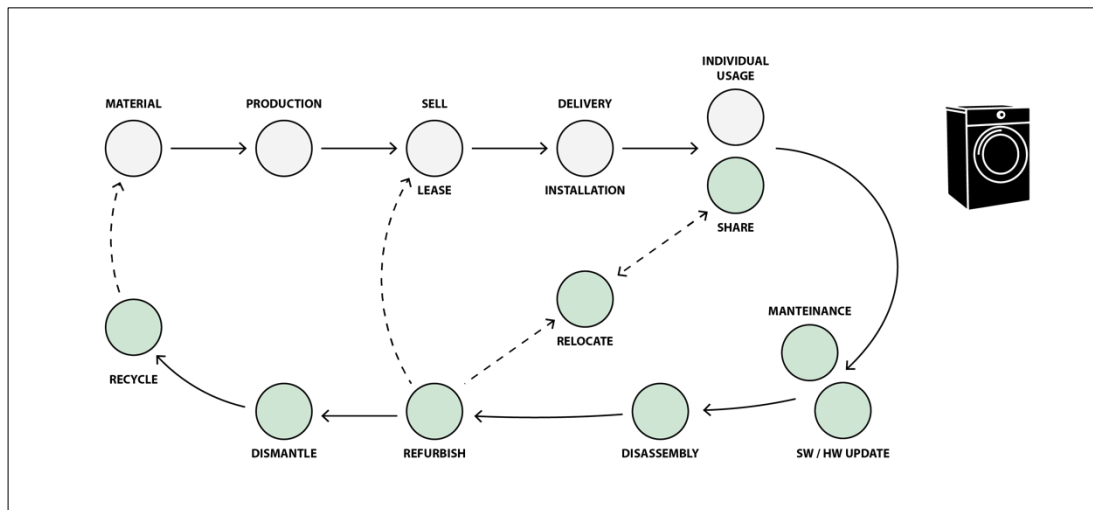 INDIVIDUAL
USAGE
MATERIAL
PRODUCTION
SELL
DELIVERY
LEASE
INSTALLATION
SHARE
MANTEINANCE
RELOCATE
RECYCLE
DISMANTLE
REFURBISH
DISASSEMBLY
SW / HW UPDATE